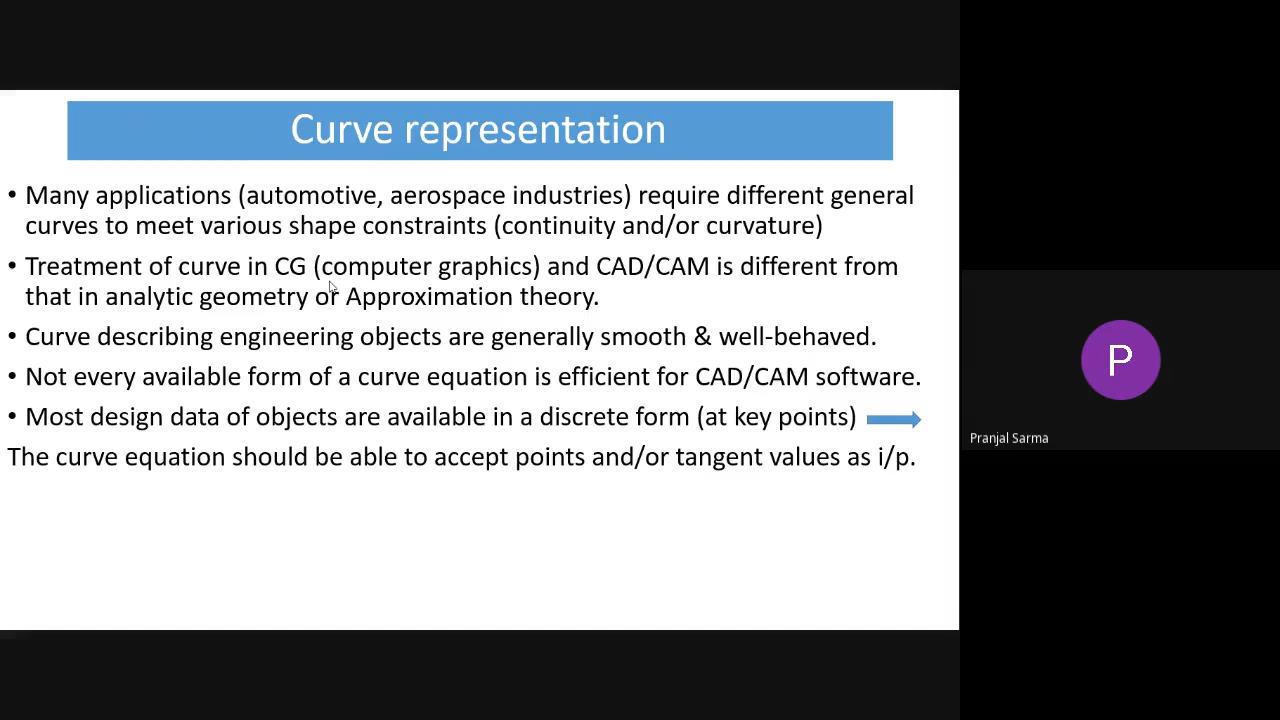 Curve representation
• Many applications (automotive, aerospace industries) require different general
curves to meet various shape constraints (continuity and/or curvature)
• Treatment of curve in CG (computer graphics) and CAD/CAM is different from
that in analytic geometry or Approximation theory.
• Curve describing engineering objects are generally smooth & well-behaved.
• Not every available form of a curve equation is efficient for CAD/CAM software.
• Most design data of objects are available in a discrete form (at key points)
The curve equation should be able to accept points and/or tangent values as i/p.
P
Pranjal Sarma